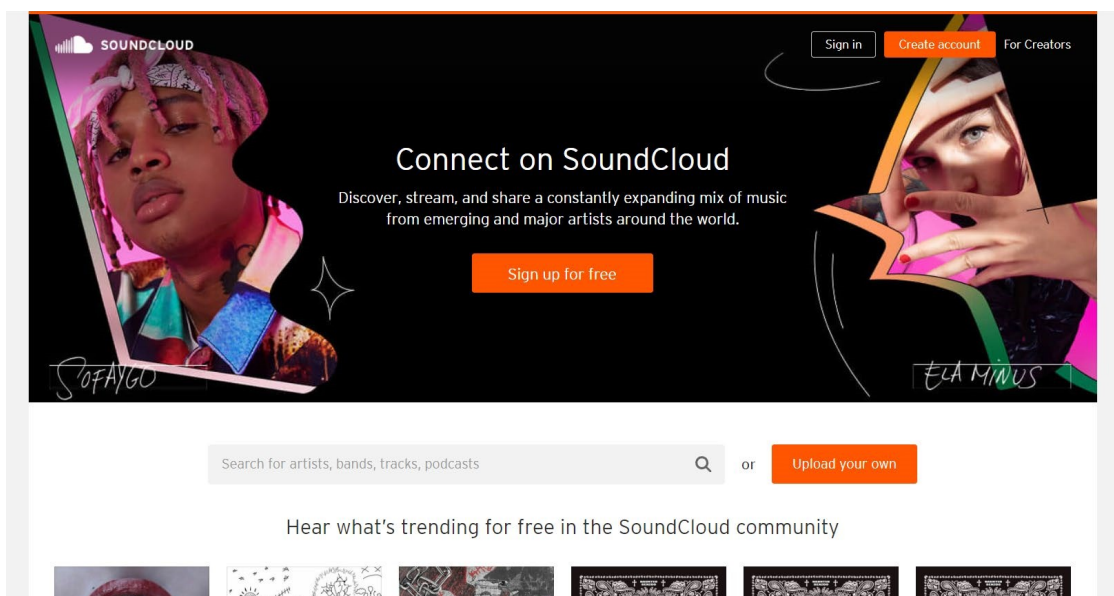 SOUNDCLOUD
Sign in
Create account
For Creators
Connect on SoundCloud
Discover, stream, and share a constantly expanding mix of music
from emerging and major artists around the world.
Sign up for free
SOFAYGO
ELA MINUS
Search for artists, bands, tracks, podcasts
or
Upload your own
Hear what’s trending for free in the SoundCloud community